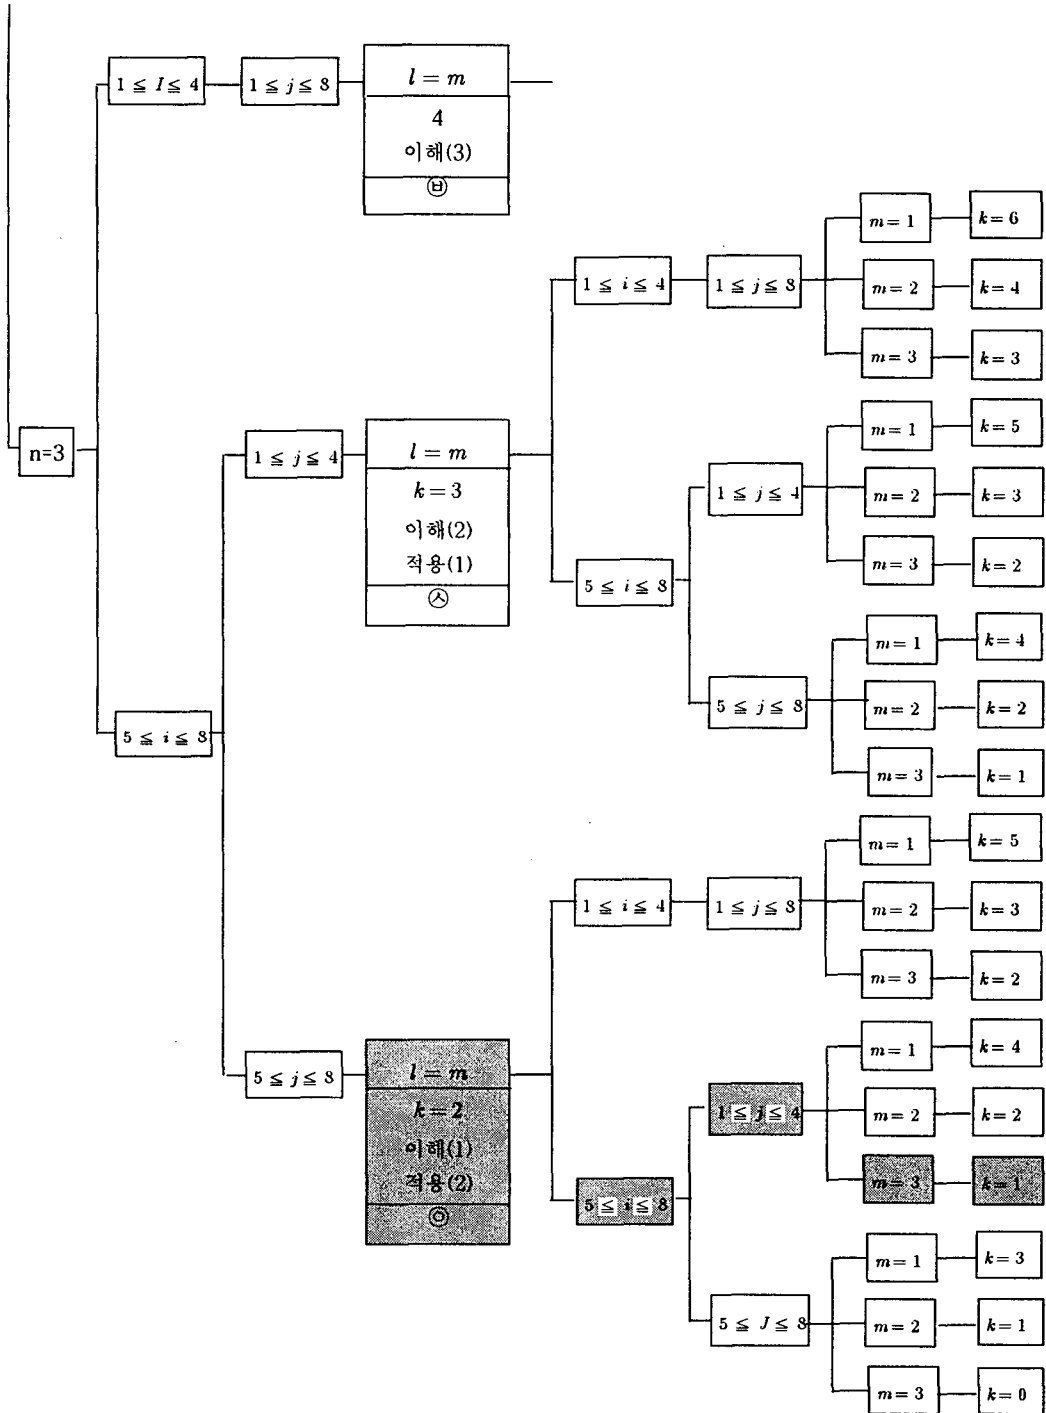 1 ≦ I ≦ 4
1 ≦ j ≦ 8
l = m
4
이해(3)
㉥
n=3
5 ≦ i ≦ 8
1 ≦ j ≦ 4
l = m
k = 3
이해(2)
적용(1)
㉦
1 ≦ i ≦ 4
1 ≦ j ≦ 8
m = 1
k = 6
m = 2
k = 4
m = 3
k = 3
5 ≦ i ≦ 8
1 ≦ j ≦ 4
m = 1
k = 5
m = 2
k = 3
m = 3
k = 2
5 ≦ j ≦ 8
m = 1
k = 4
m = 2
k = 2
m = 3
k = 1
5 ≦ j ≦ 8
l = m
k = 2
이해(1)
적용(2)
㉧
1 ≦ i ≦ 4
1 ≦ j ≦ 8
m = 1
k = 5
m = 2
k = 3
m = 3
k = 2
5 ≦ i ≦ 8
1 ≦ j ≦ 4
m = 1
k = 4
m = 2
k = 2
m = 3
k = 1
5 ≦ J ≦ 8
m = 1
k = 3
m = 2
k = 1
m = 3
k = 0